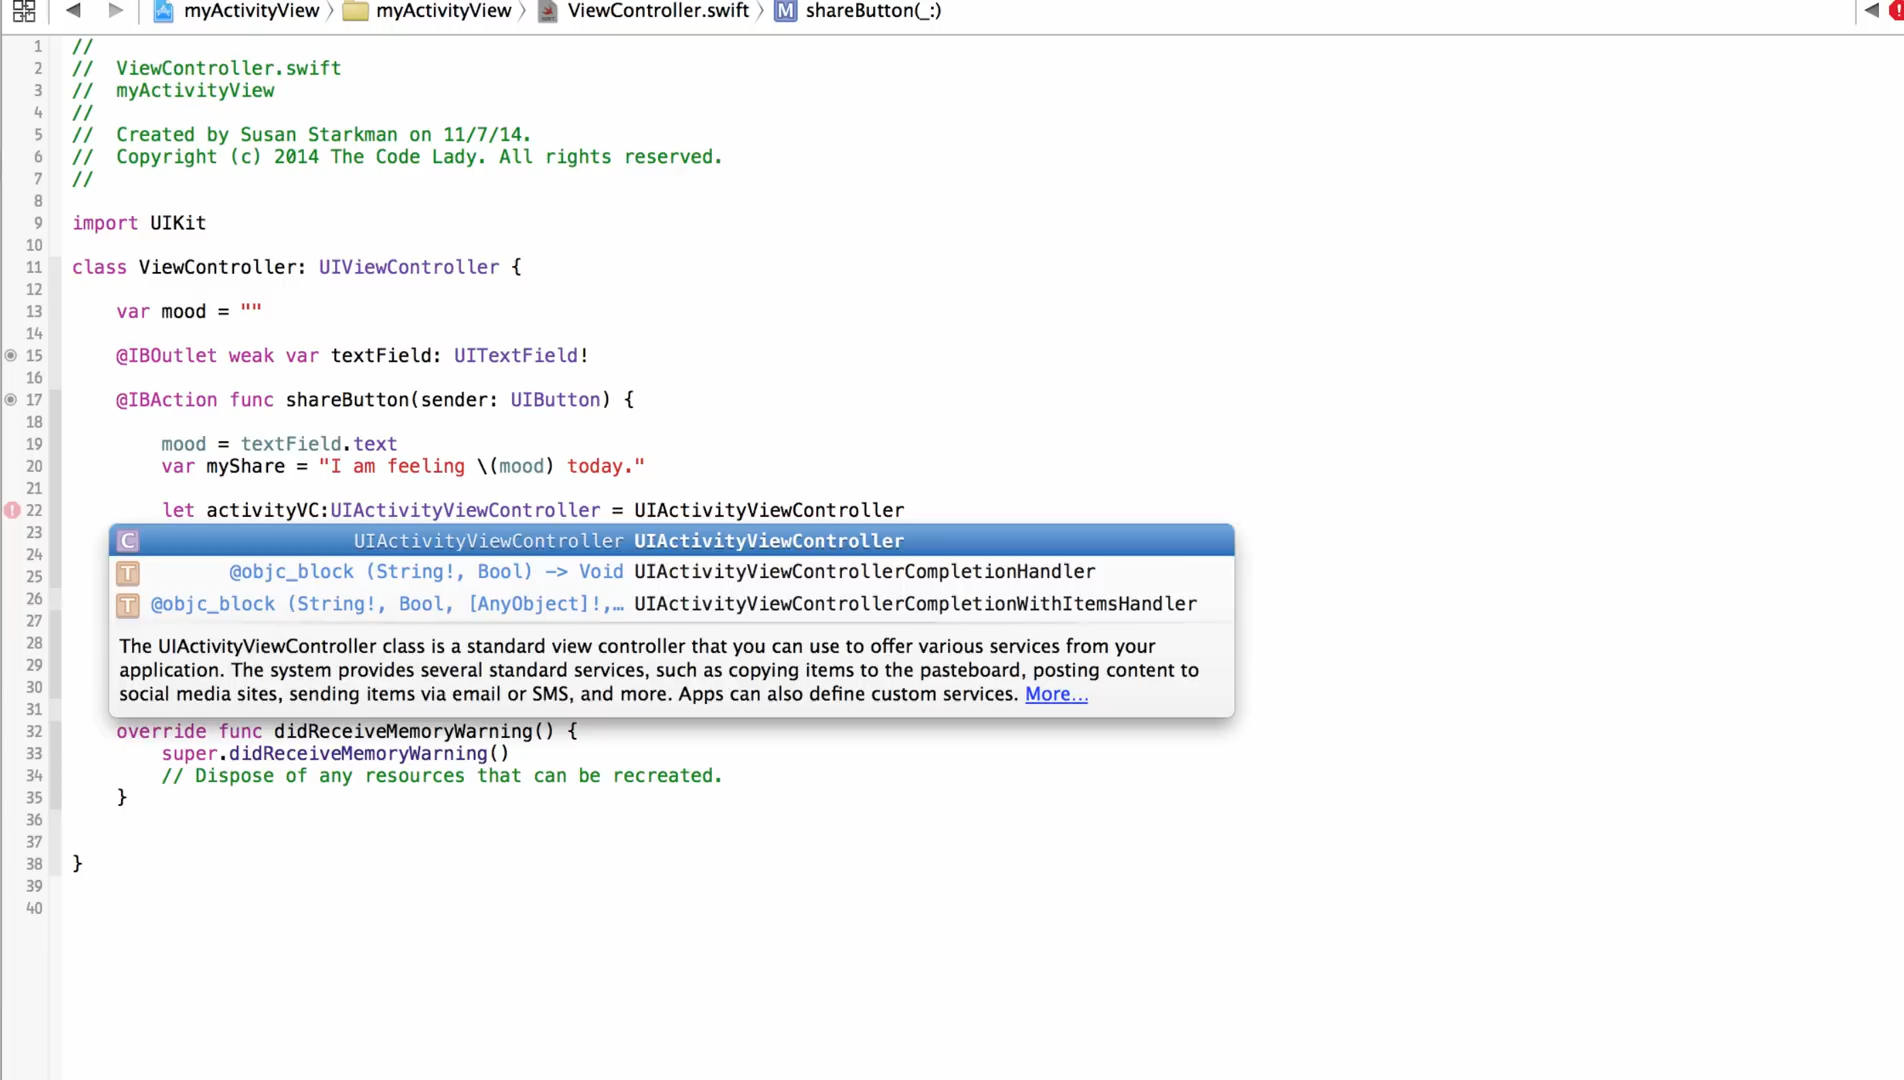 myActivityView 〉 myActivityView 〉 ViewController.swift 〉 M shareButton(_:)
1 //
2 //  ViewController.swift
3 //  myActivityView
4 //
5 //  Created by Susan Starkman on 11/7/14.
6 //  Copyright (c) 2014 The Code Lady. All rights reserved.
7 //
8
9 import UIKit
10
11 class ViewController: UIViewController {
12
13     var mood = ""
14
15     @IBOutlet weak var textField: UITextField!
16
17     @IBAction func shareButton(sender: UIButton) {
18
19         mood = textField.text
20         var myShare = "I am feeling \(mood) today."
21
22         let activityVC:UIActivityViewController = UIActivityViewController
23
C UIActivityViewController UIActivityViewController
24
T @objc_block (String!, Bool) -> Void UIActivityViewControllerCompletionHandler
25
26
T @objc_block (String!, Bool, [AnyObject]!,… UIActivityViewControllerCompletionWithItemsHandler
27
28
The UIActivityViewController class is a standard view controller that you can use to offer various services from your
29
application. The system provides several standard services, such as copying items to the pasteboard, posting content to
30
social media sites, sending items via email or SMS, and more. Apps can also define custom services. More...
31
32     override func didReceiveMemoryWarning() {
33         super.didReceiveMemoryWarning()
34         // Dispose of any resources that can be recreated.
35     }
36
37
38 }
39
40